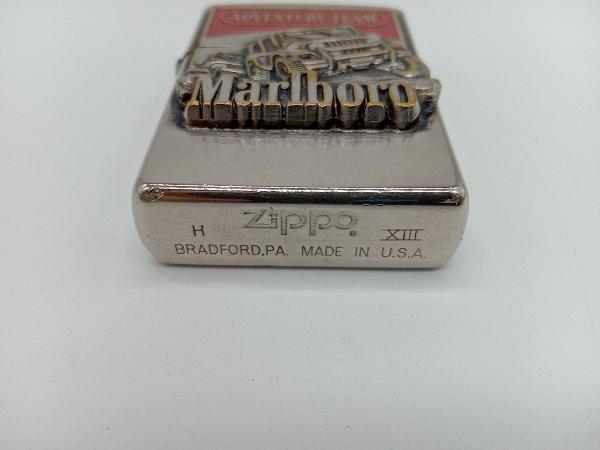 ADVENTURE TEAM
Marlboro
H Zippo® XIII
BRADFORD,PA. MADE IN U.S.A.